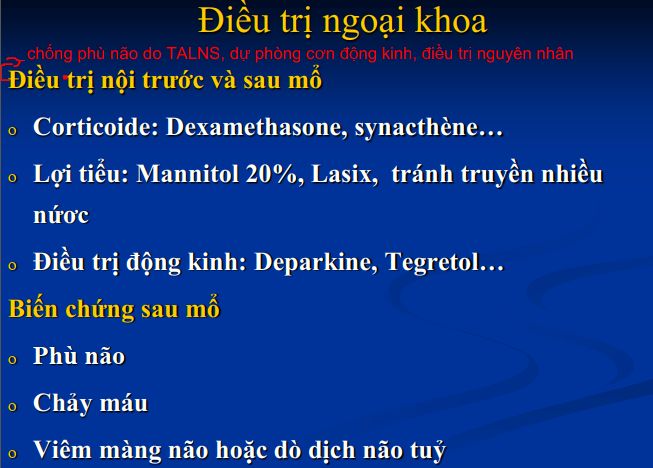 Điều trị ngoại khoa
chống phù não do TALNS, dự phòng cơn động kinh, điều trị nguyên nhân
Điều trị nội trước và sau mổ
o Corticoide: Dexamethasone, synacthène…
o Lợi tiểu: Mannitol 20%, Lasix, tránh truyền nhiều
nước
o Điều trị động kinh: Deparkine, Tegretol…
Biến chứng sau mổ
o Phù não
o Chảy máu
o Viêm màng não hoặc dò dịch não tuỷ